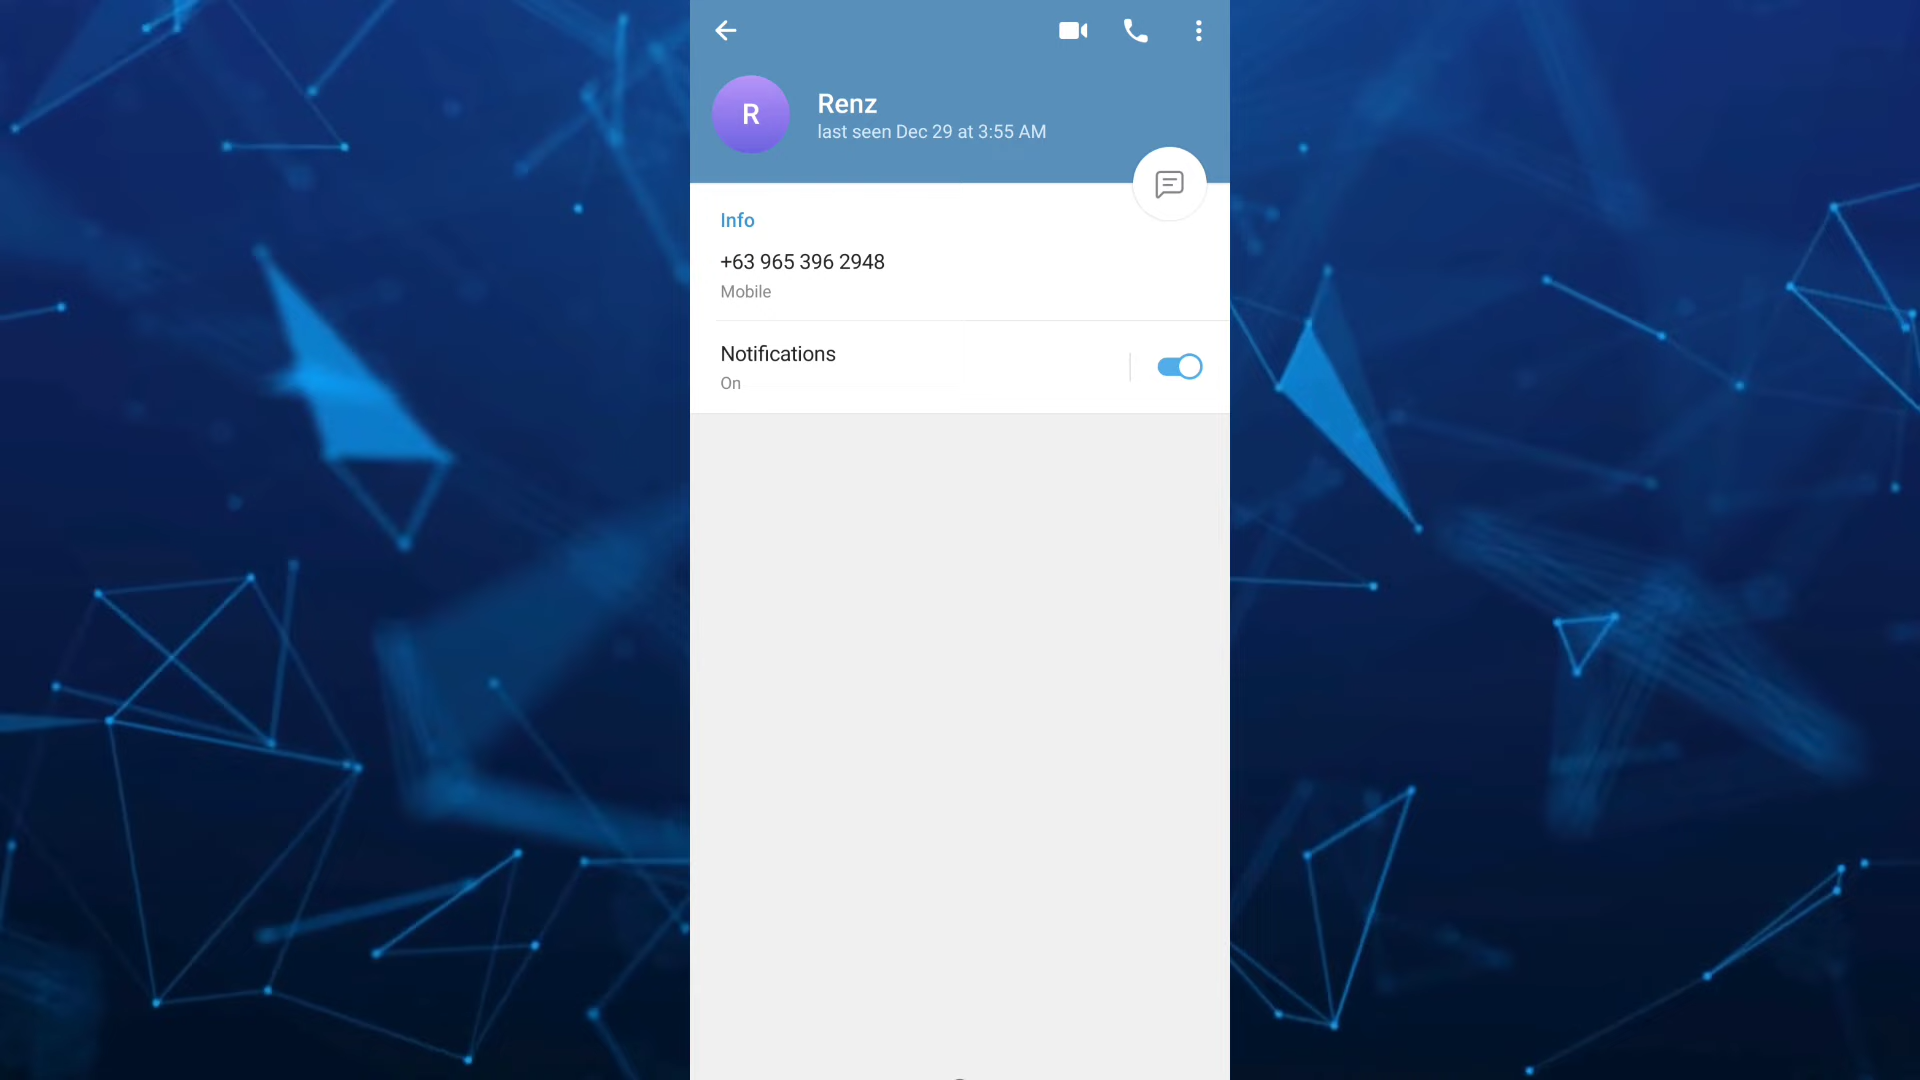 R
Renz
last seen Dec 29 at 3:55 AM
Info
+63 965 396 2948
Mobile
Notifications
On